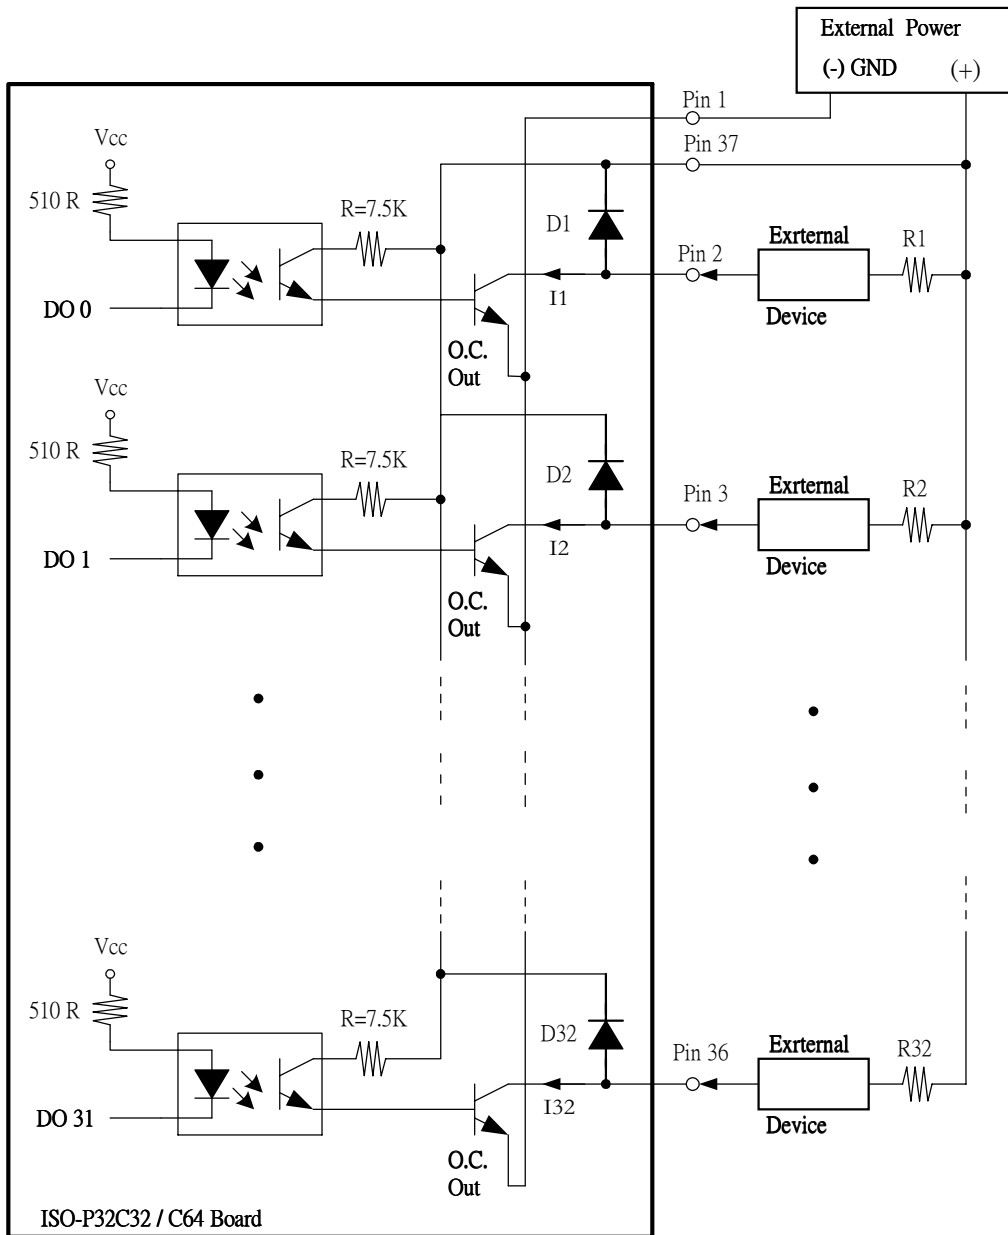 External Power
(-) GND (+)
Pin 1
Pin 37
Vcc
510 R
R=7.5K
D1
Exrternal
R1
Pin 2
I1
DO 0
Device
O.C.
Out
Vcc
510 R
R=7.5K
D2
Exrternal
R2
Pin 3
I2
DO 1
Device
O.C.
Out
Vcc
510 R
R=7.5K
D32
Exrternal
R32
Pin 36
I32
DO 31
Device
O.C.
Out
ISO-P32C32 / C64 Board